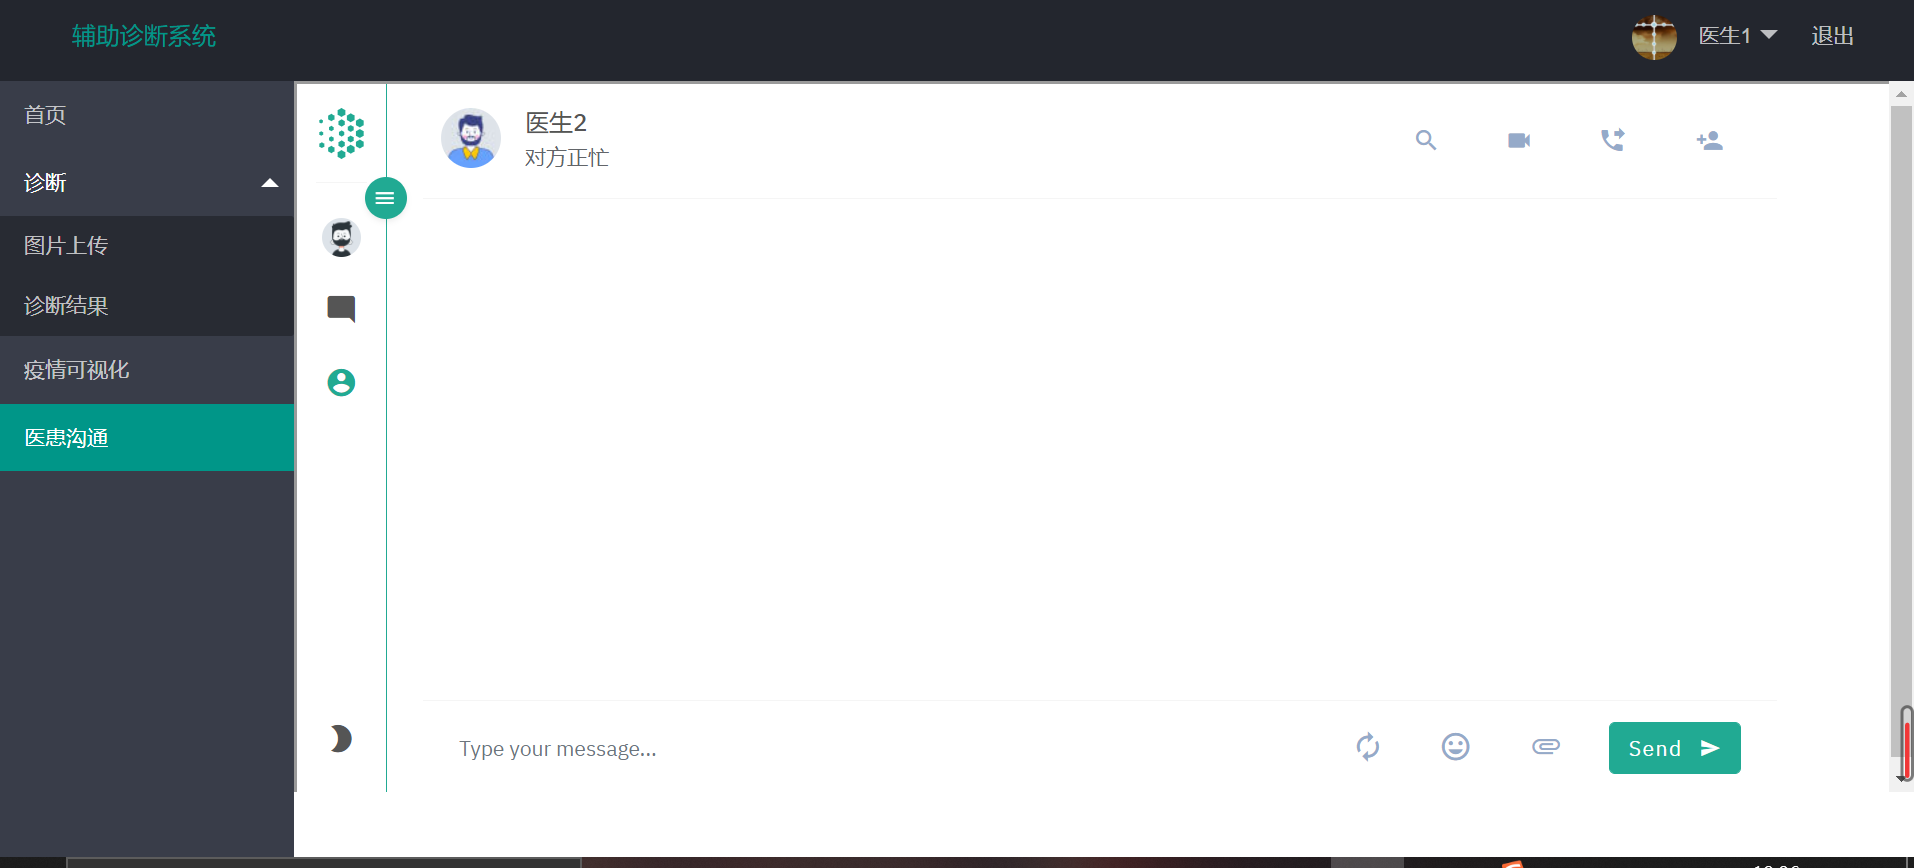 辅助诊断系统
医生1
退出
首页
诊断
图片上传
诊断结果
疫情可视化
医患沟通
医生2
对方正忙
Type your message...
Send